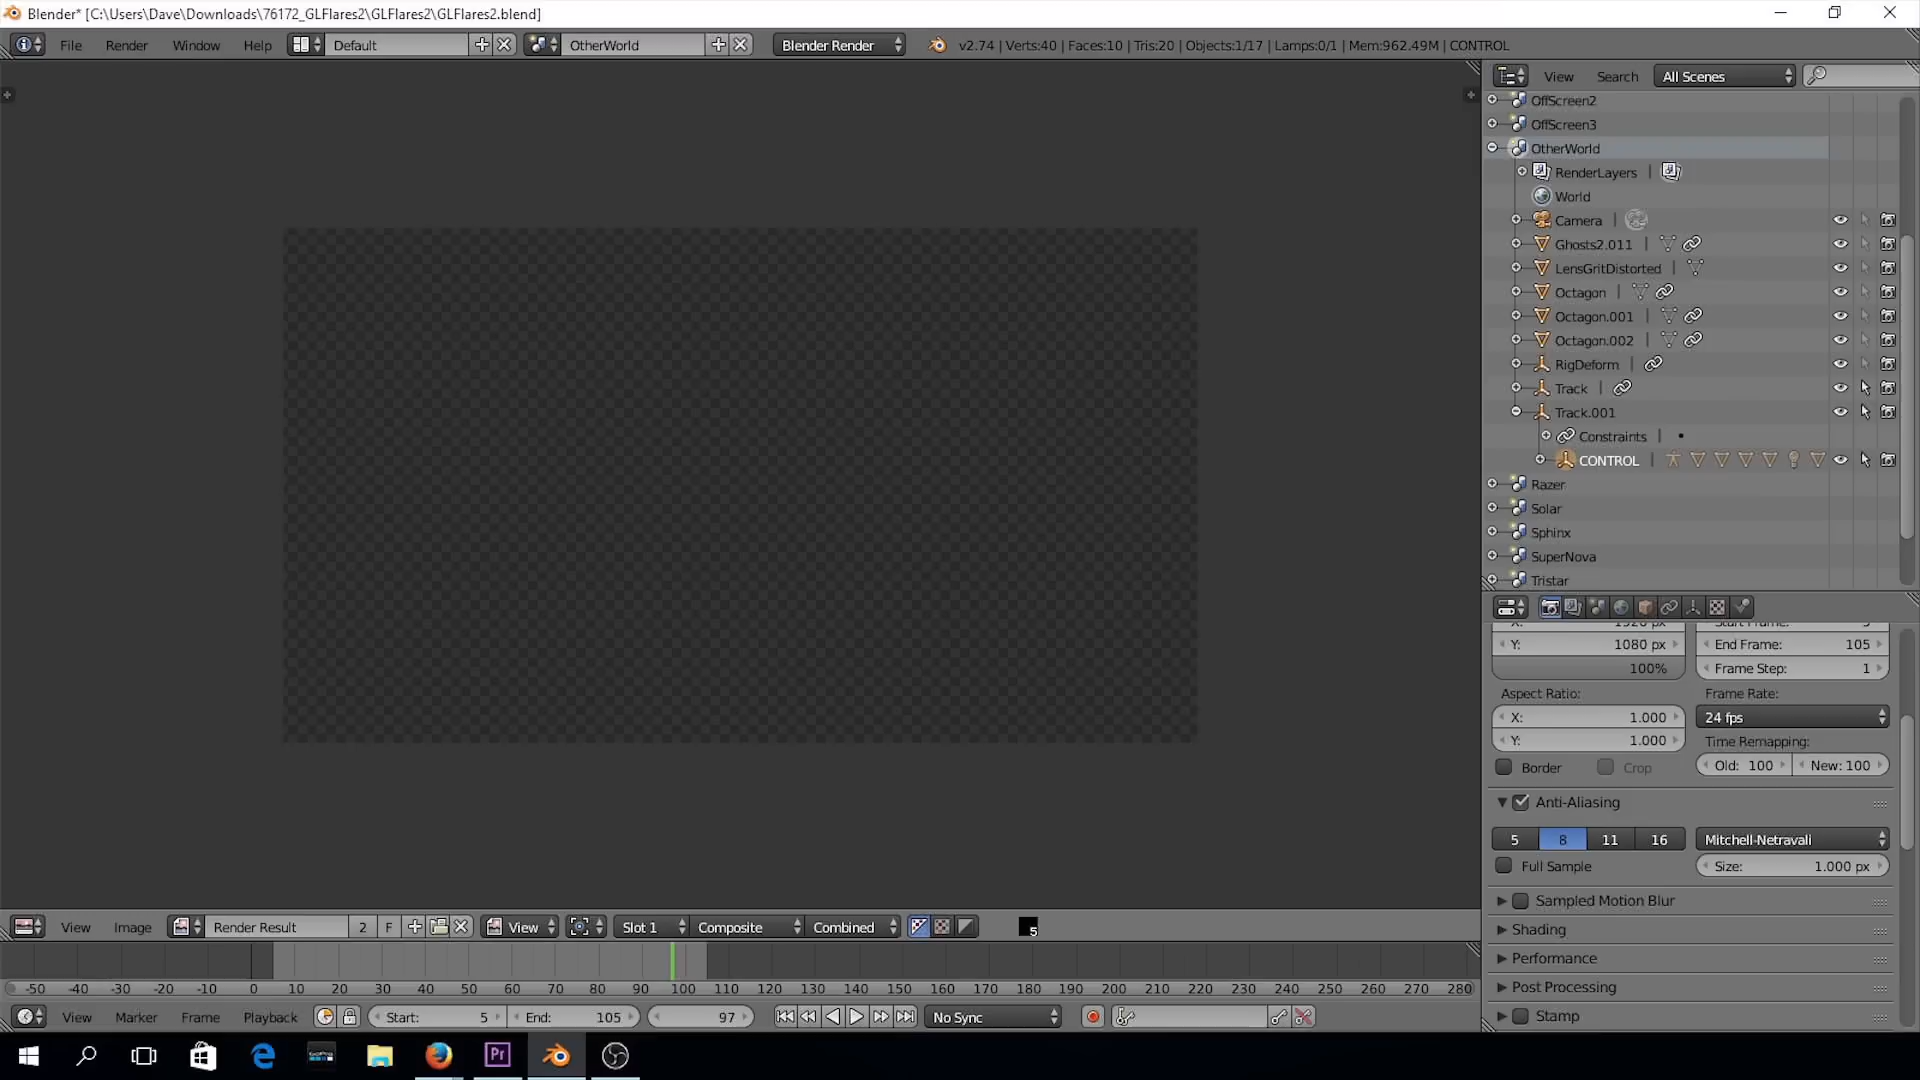 Blender* [C:\Users\Dave\Downloads\76172_GLFlares2\GLFlares2\GLFlares2.blend]
File Render Window Help Default OtherWorld Blender Render v2.74 | Verts:40 | Faces:10 | Tris:20 | Objects:1/17 | Lamps:0/1 | Mem:962.49M | CONTROL
View Search All Scenes
OffScreen2
OffScreen3
OtherWorld
RenderLayers
World
Camera
Ghosts2.011
LensGritDistorted
Octagon
Octagon.001
Octagon.002
RigDeform
Track
Track.001
Constraints
CONTROL
Razer
Solar
Sphinx
SuperNova
Tristar
X: 1920 px Start Frame: 5
Y: 1080 px End Frame: 105
100% Frame Step: 1
Aspect Ratio: Frame Rate:
X: 1.000 24 fps
Y: 1.000 Time Remapping:
Border Crop Old: 100 New: 100
Anti-Aliasing
5 8 11 16 Mitchell-Netravali
Full Sample Size: 1.000 px
Sampled Motion Blur
Shading
Performance
Post Processing
Stamp
View Image Render Result 2 F View Slot 1 Composite Combined 5
-50 -40 -30 -20 -10 0 10 20 30 40 50 60 70 80 90 100 110 120 130 140 150 160 170 180 190 200 210 220 230 240 250 260 270 280
View Marker Frame Playback Start: 5 End: 105 97 No Sync
GoPro Pr